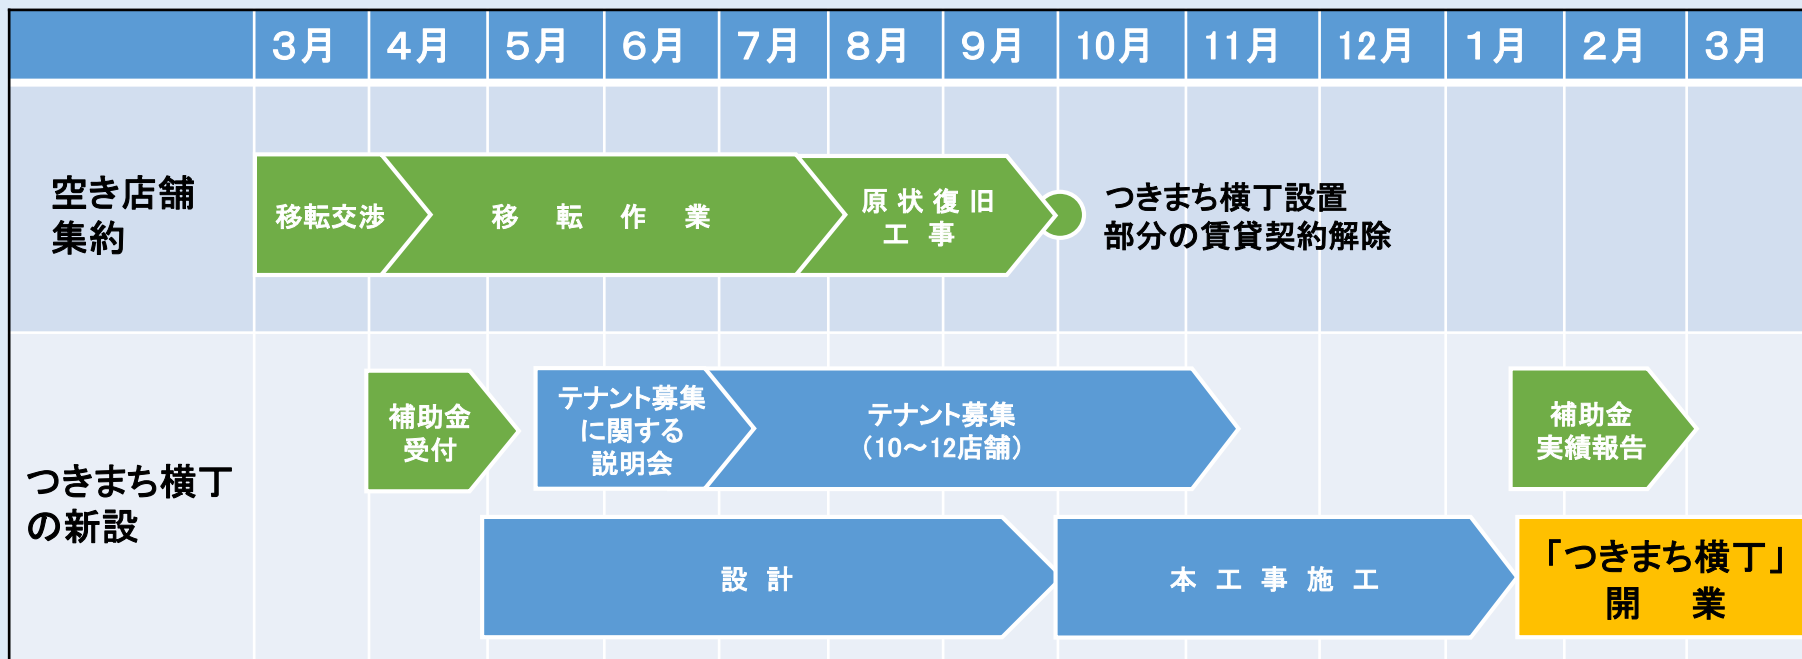 3月 4月 5月 6月 7月 8月 9月 10月 11月 12月 1月 2月 3月
空き店舗
集約
移転交渉
移転作業
原状復旧
工事
つきまち横丁設置
部分の賃貸契約解除
つきまち横丁
の新設
補助金
受付
テナント募集
に関する
説明会
テナント募集
（10～12店舗）
補助金
実績報告
設計
本工事施工
「つきまち横丁」
開業